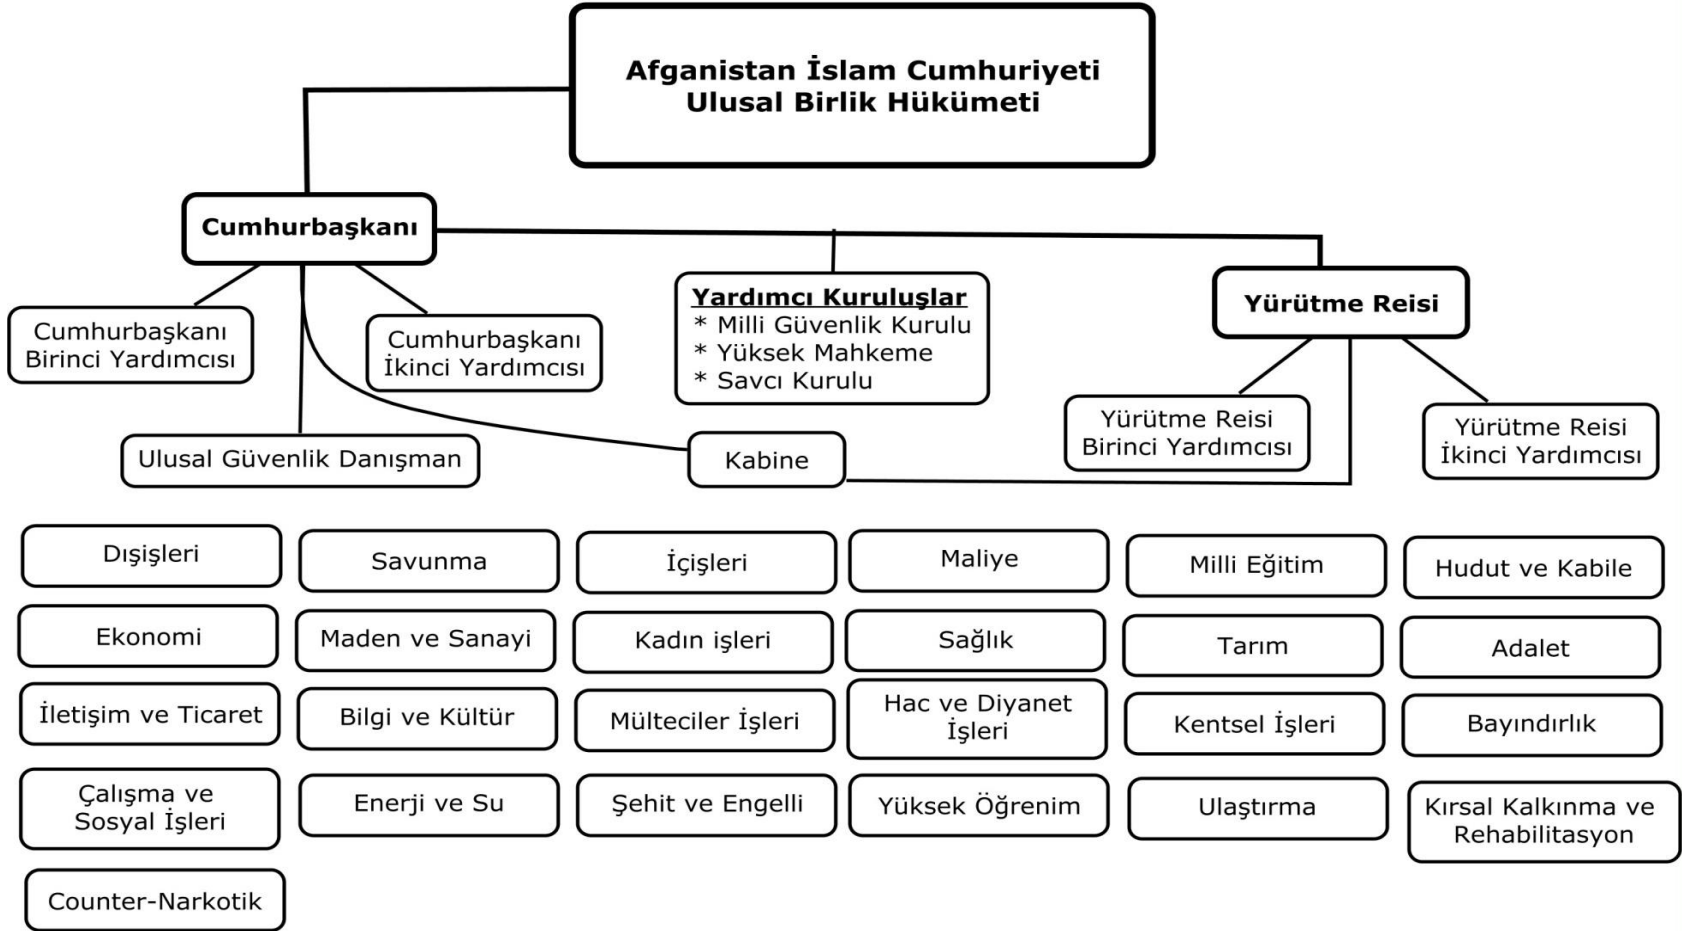 Afganistan İslam Cumhuriyeti
Ulusal Birlik Hükümeti
Cumhurbaşkanı
Yardımcı Kuruluşlar
* Milli Güvenlik Kurulu
* Yüksek Mahkeme
* Savcı Kurulu
Yürütme Reisi
Cumhurbaşkanı
Birinci Yardımcısı
Cumhurbaşkanı
İkinci Yardımcısı
Yürütme Reisi
Birinci Yardımcısı
Yürütme Reisi
İkinci Yardımcısı
Ulusal Güvenlik Danışman
Kabine
Dışişleri
Savunma
İçişleri
Maliye
Milli Eğitim
Hudut ve Kabile
Ekonomi
Maden ve Sanayi
Kadın işleri
Sağlık
Tarım
Adalet
İletişim ve Ticaret
Bilgi ve Kültür
Mülteciler İşleri
Hac ve Diyanet
İşleri
Kentsel İşleri
Bayındırlık
Çalışma ve
Sosyal İşleri
Enerji ve Su
Şehit ve Engelli
Yüksek Öğrenim
Ulaştırma
Kırsal Kalkınma ve
Rehabilitasyon
Counter-Narkotik